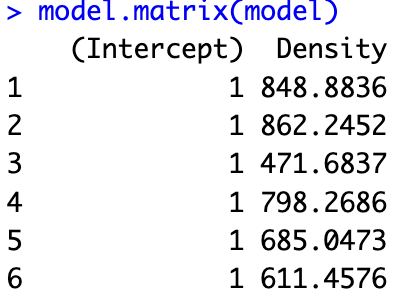 > model.matrix(model)
(Intercept) Density
1 1 848.8836
2 1 862.2452
3 1 471.6837
4 1 798.2686
5 1 685.0473
6 1 611.4576